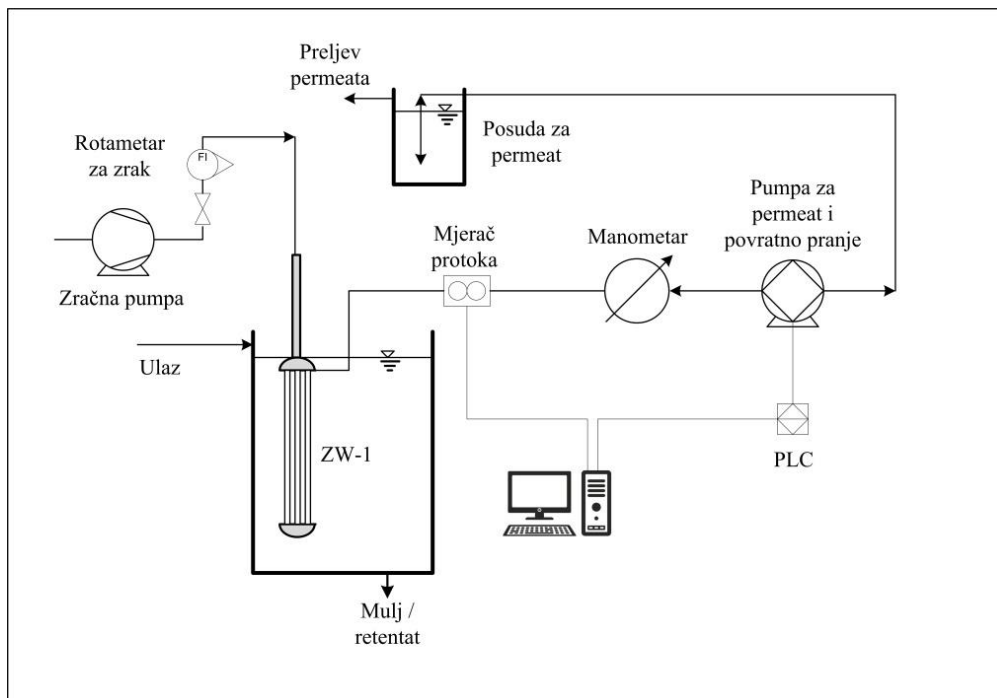 Preljev
permeata
Posuda za
permeat
Rotametar
za zrak
FI
Zračna pumpa
Mjerač
protoka
Manometar
Pumpa za
permeat i
povratno pranje
Ulaz
ZW-1
PLC
Mulj /
retentat